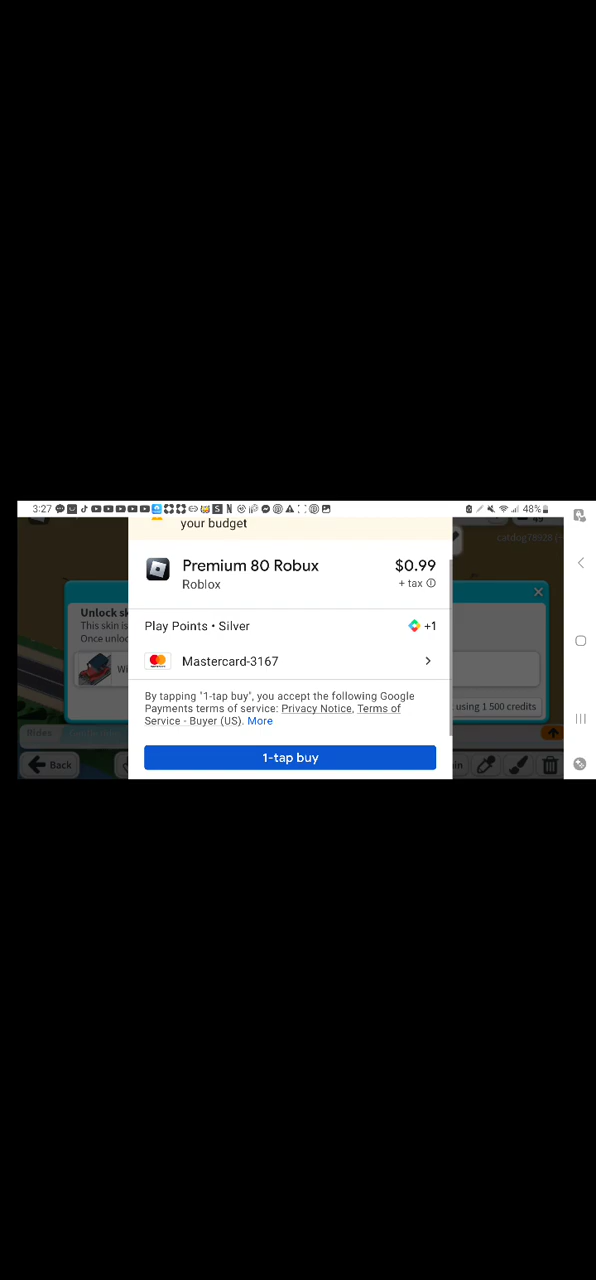 3:27
48%
your budget
catdog78928
Premium 80 Robux
$0.99
Roblox
+ tax
Unlock
This skin is
Once unloc
Play Points • Silver
+1
Mastercard-3167
By tapping "1-tap buy", you accept the following Google
Payments terms of service: Privacy Notice, Terms of
Service - Buyer (US). More
using 1 500 credits
Rides
Back
1-tap buy